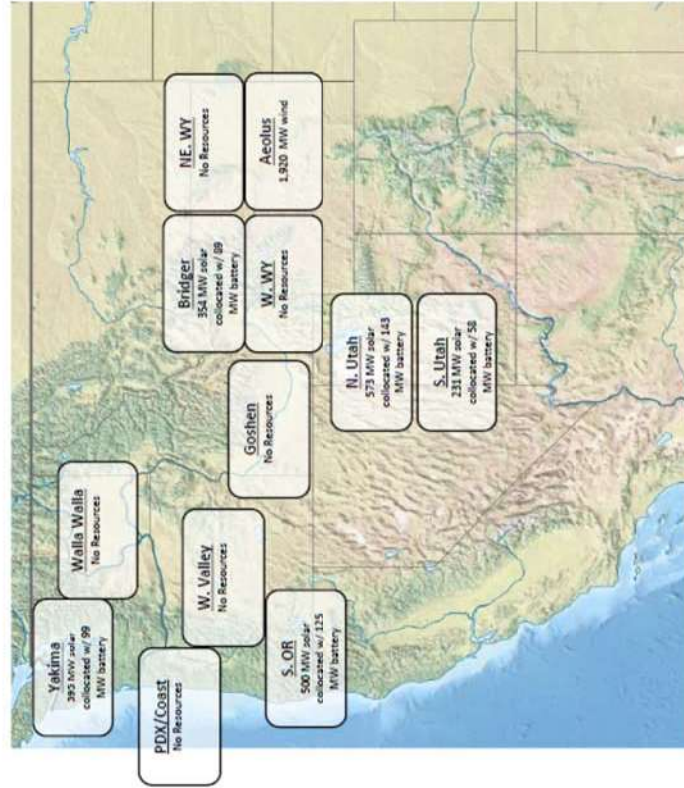 Yakima
395 MW solar
collocated w/ 99
MW battery
Walla Walla
No Resources
PDX/Coast
No Resources
W. Valley
No Resources
S. OR
500 MW solar
collocated w/ 125
MW battery
Goshen
No Resources
Bridger
354 MW solar
collocated w/ 89
MW battery
NE. WY
No Resources
W. WY
No Resources
Aeolus
1,920 MW wind
N. Utah
573 MW solar
collocated w/ 143
MW battery
S. Utah
231 MW solar
collocated w/ 58
MW battery